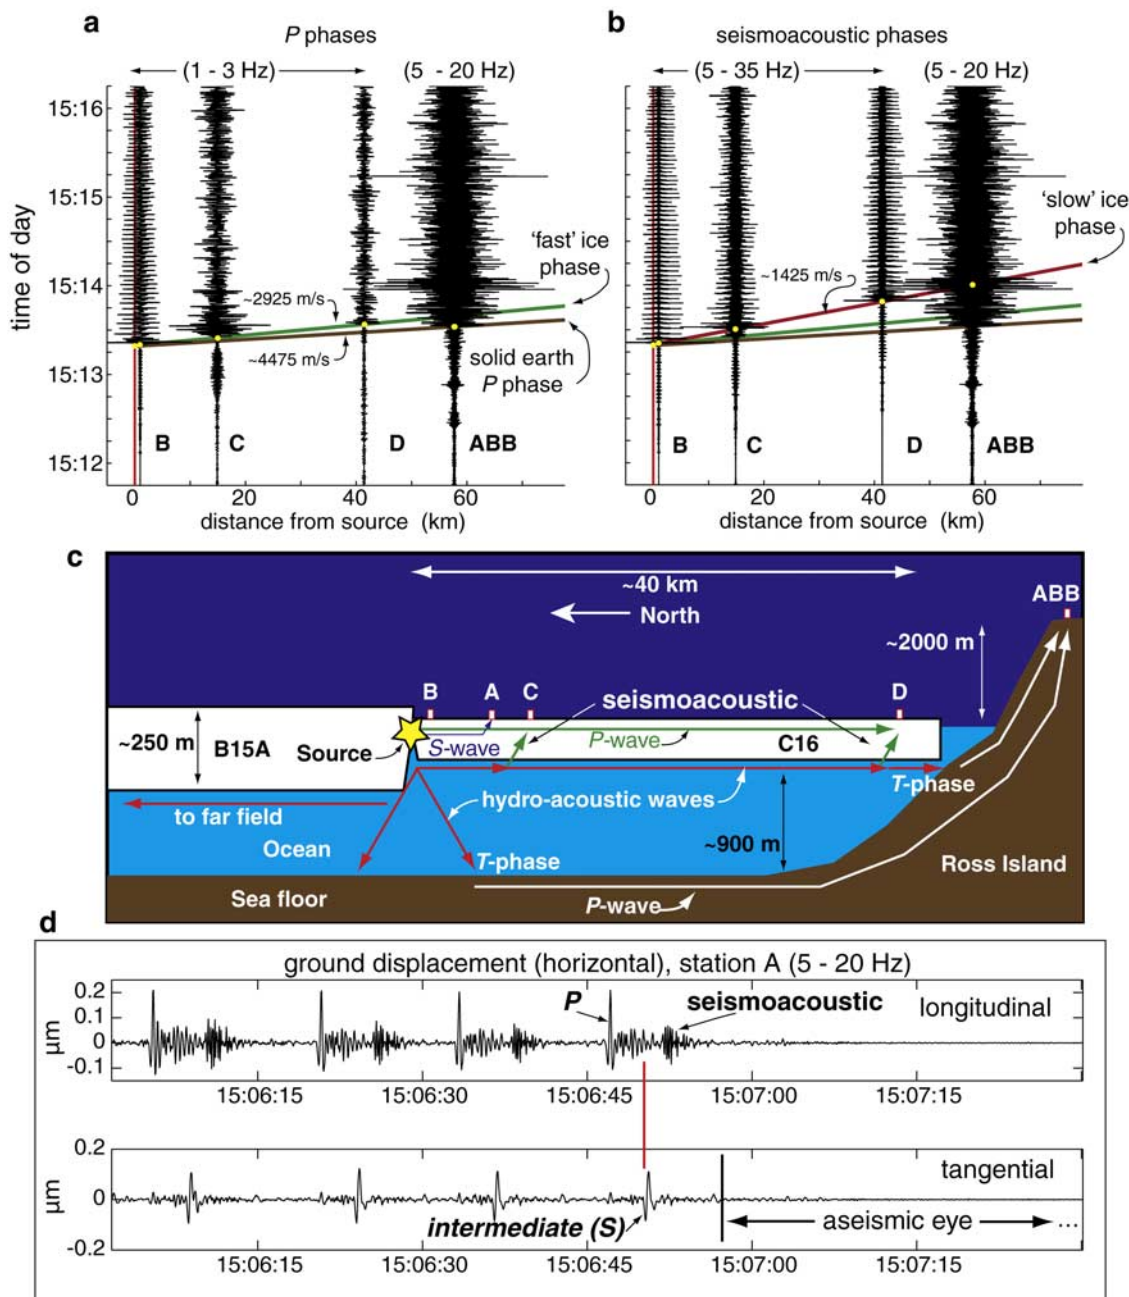 a
P phases
(1 - 3 Hz)
(5 - 20 Hz)
time of day
15:16
15:15
15:14
15:13
15:12
'fast' ice
phase
~2925 m/s
~4475 m/s
solid earth
P phase
B
C
D
ABB
0
20
40
60
distance from source (km)
b
seismoacoustic phases
(5 - 35 Hz)
(5 - 20 Hz)
'slow' ice
phase
~1425 m/s
B
C
D
ABB
0
20
40
60
distance from source (km)
c
~40 km
North
ABB
~2000 m
B
A
C
seismoacoustic
D
~250 m
B15A
Source
S-wave
P-wave
C16
T-phase
hydro-acoustic waves
to far field
Ocean
~900 m
T-phase
Ross Island
Sea floor
P-wave
d
ground displacement (horizontal), station A (5 - 20 Hz)
0.2
0.1
0
-0.1
µm
P
seismoacoustic
longitudinal
15:06:15
15:06:30
15:06:45
15:07:00
15:07:15
0.2
0
-0.2
µm
tangential
intermediate (S)
aseismic eye
...
15:06:15
15:06:30
15:06:45
15:07:00
15:07:15